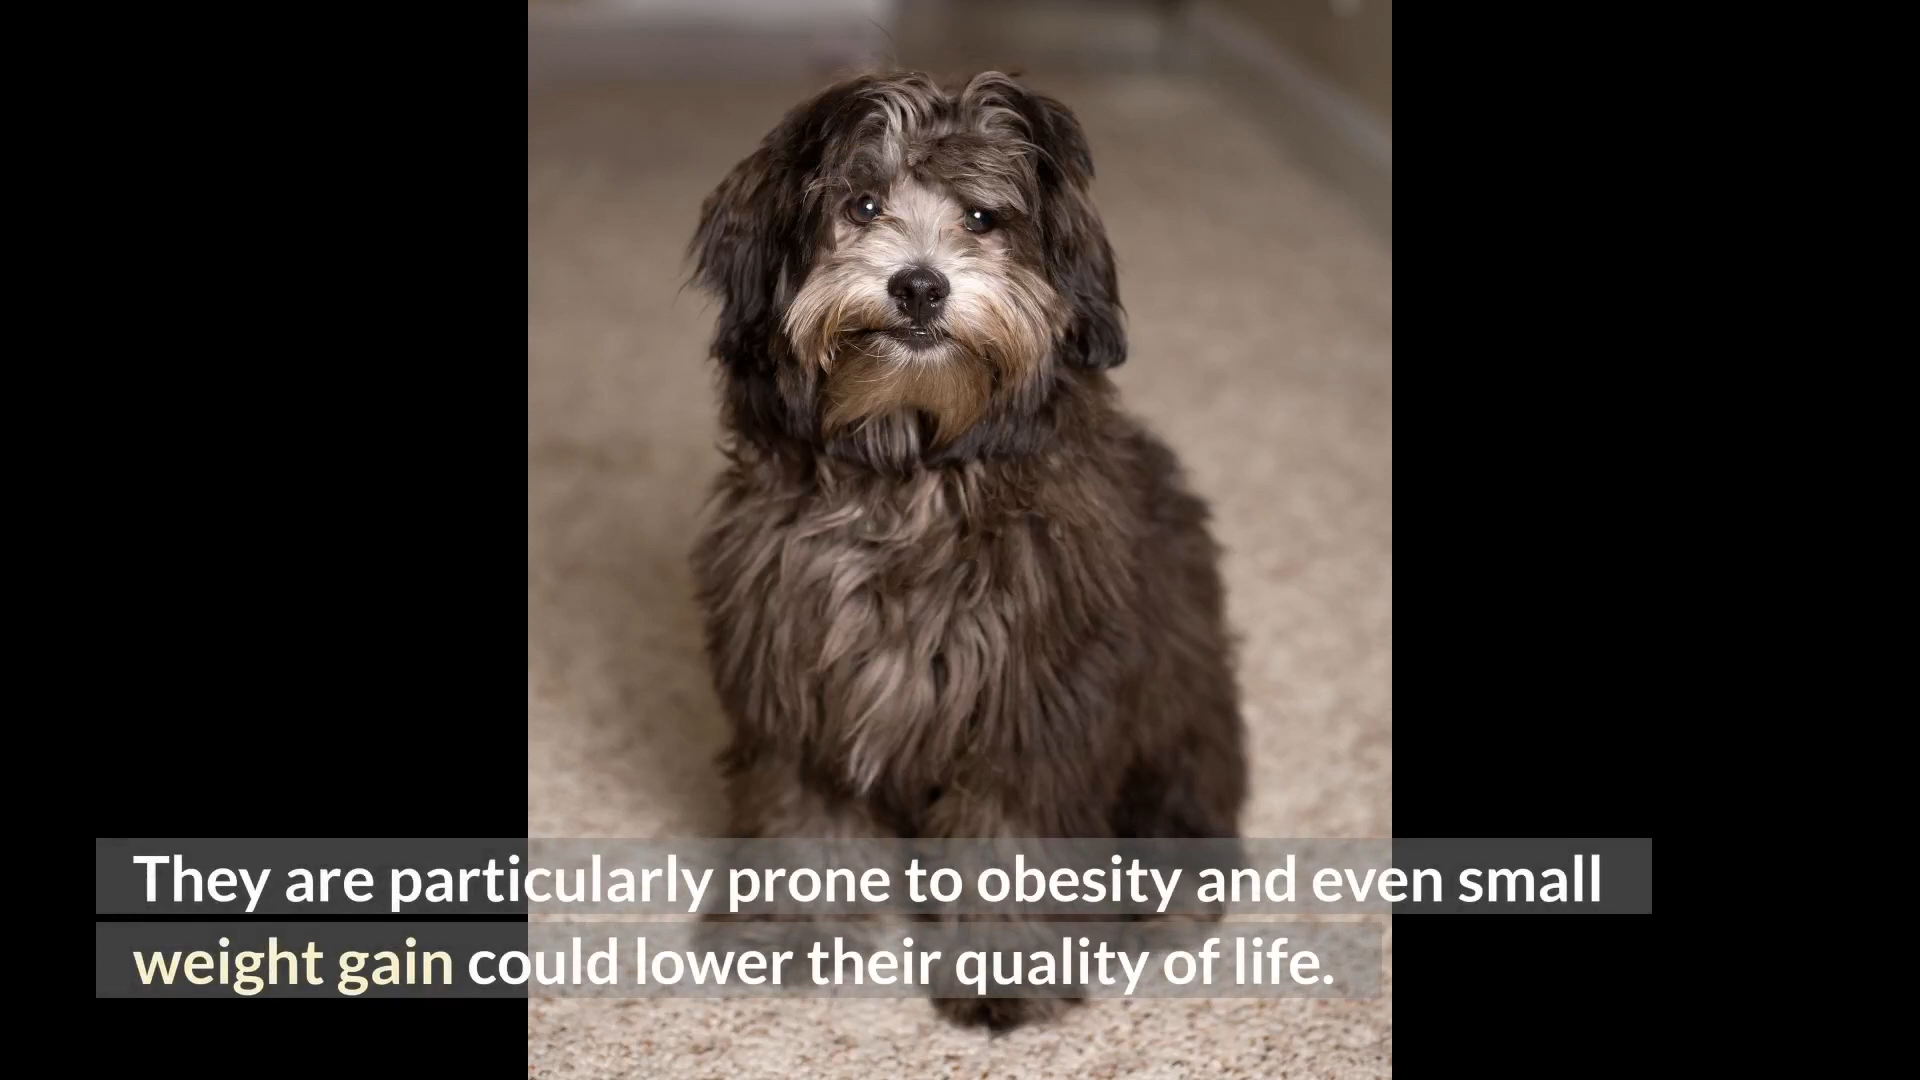 They are particularly prone to obesity and even small
weight gain could lower their quality of life.